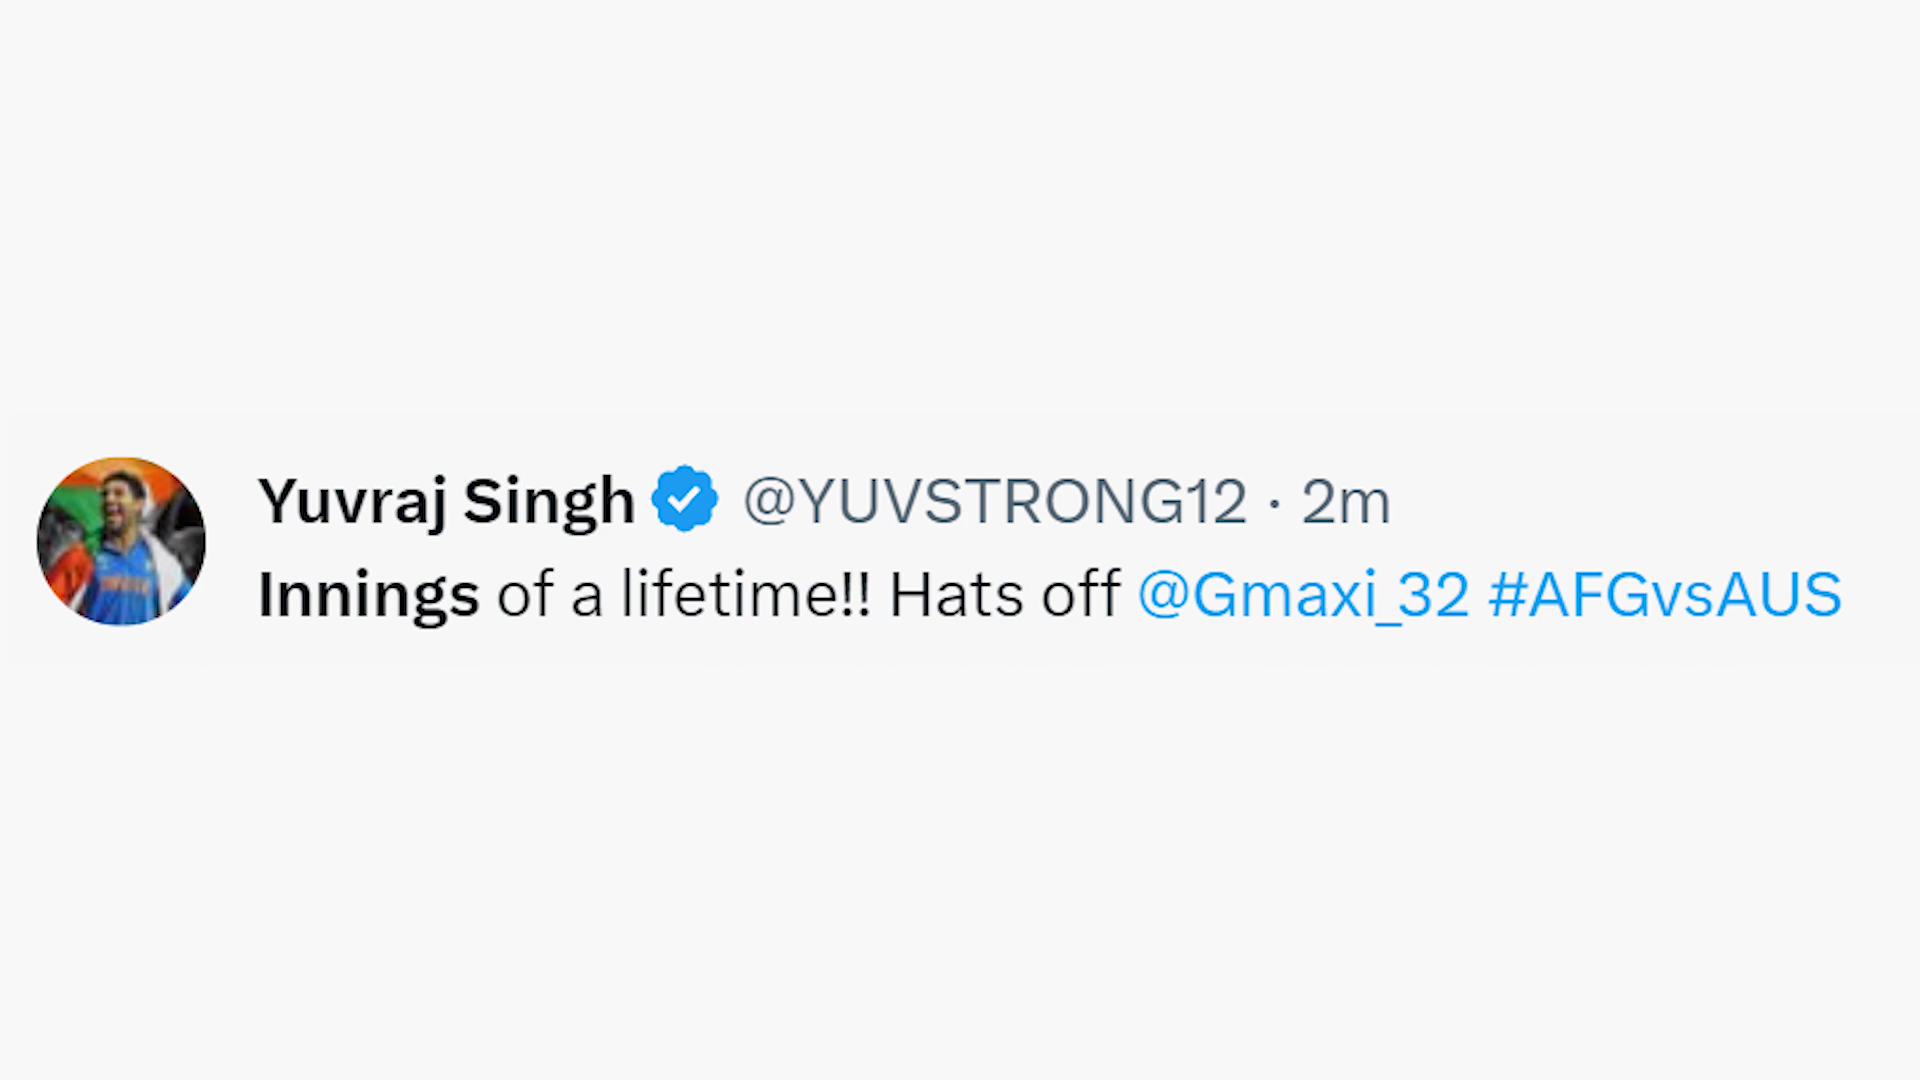 Yuvraj Singh @YUVSTRONG12 · 2m
Innings of a lifetime!! Hats off @Gmaxi_32 #AFGvsAUS